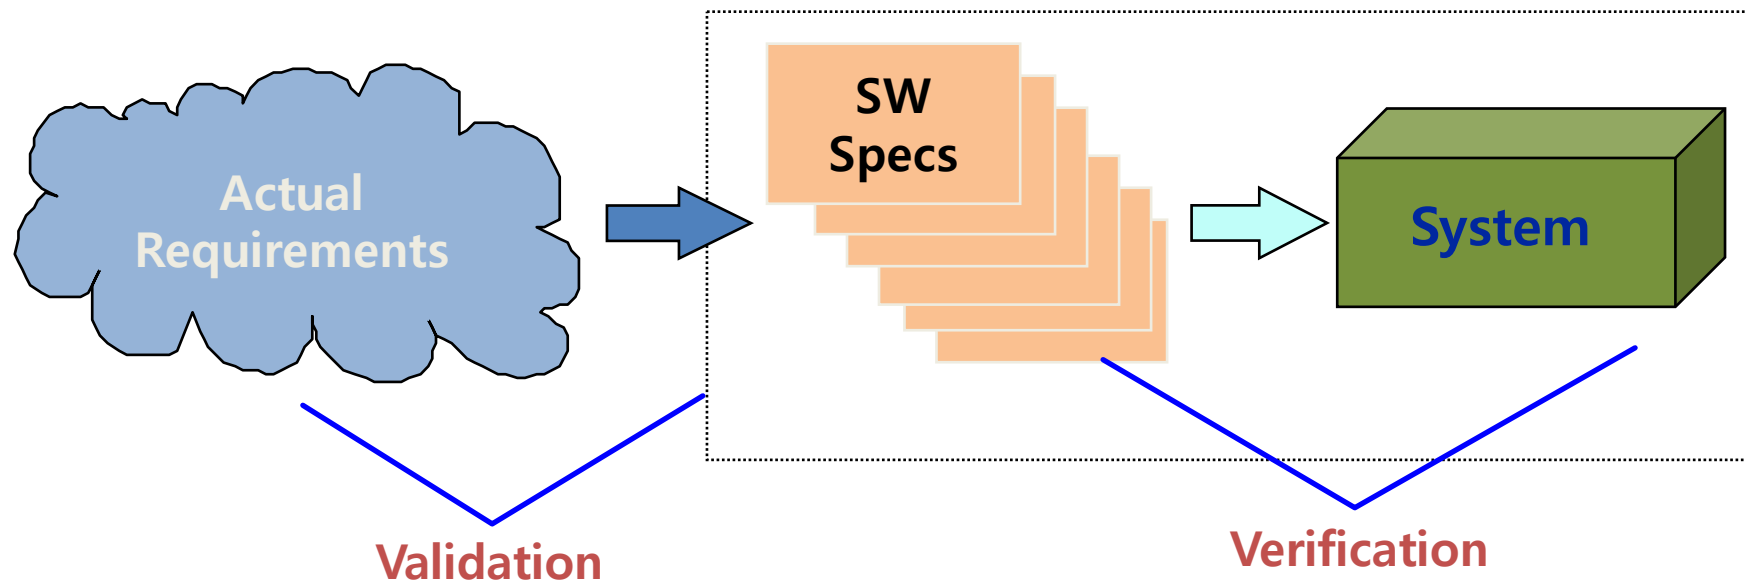 Actual
Requirements
SW
Specs
System
Validation
Verification